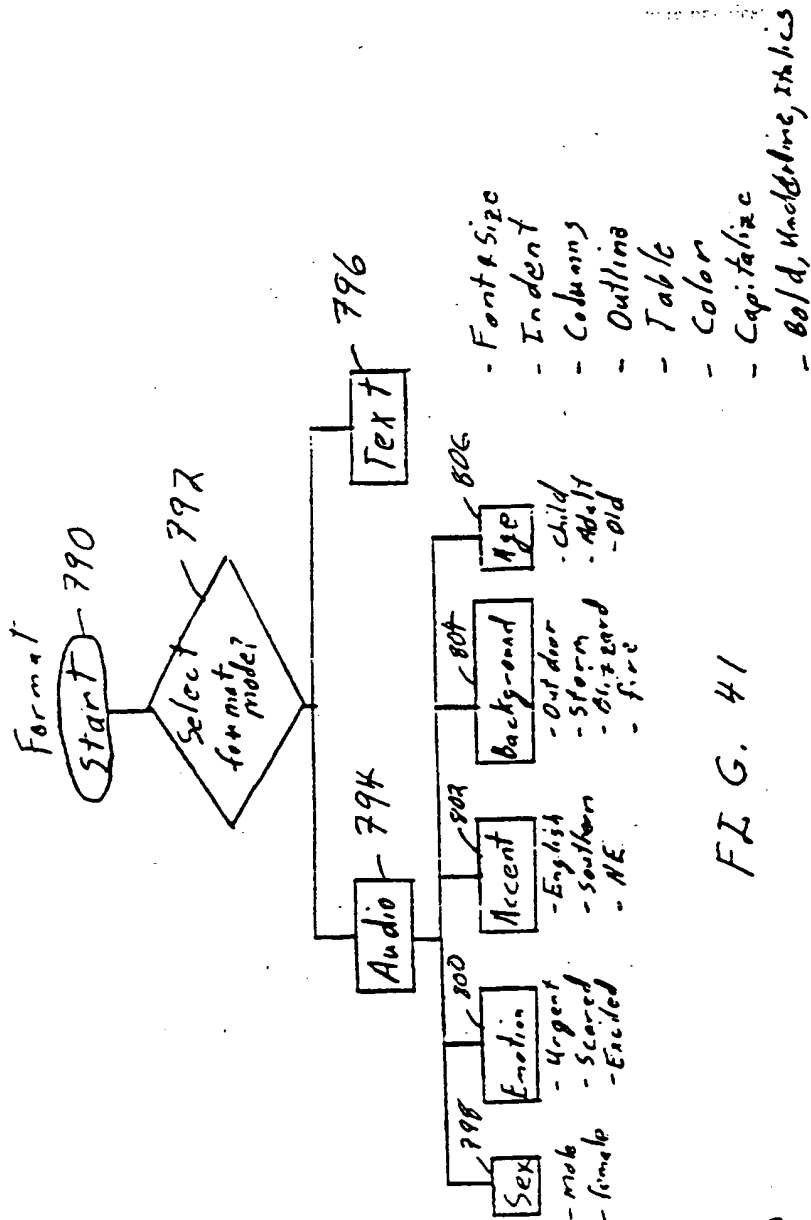 Format
Start 790
Select format mode? 792
Audio 794
Text 796
Sex 798
- male
- female
Emotion 800
- Urgent
- Scared
- Excited
Accent 802
- English
- Southern
- NE
Background 804
- Outdoor
- Storm
- Blizzard
- fire
Age 806
- Child
- Adult
- Old
- Font & Size
- Indent
- Columns
- Outline
- Table
- Color
- Capitalize
- Bold, Underline, Italics
FIG. 41